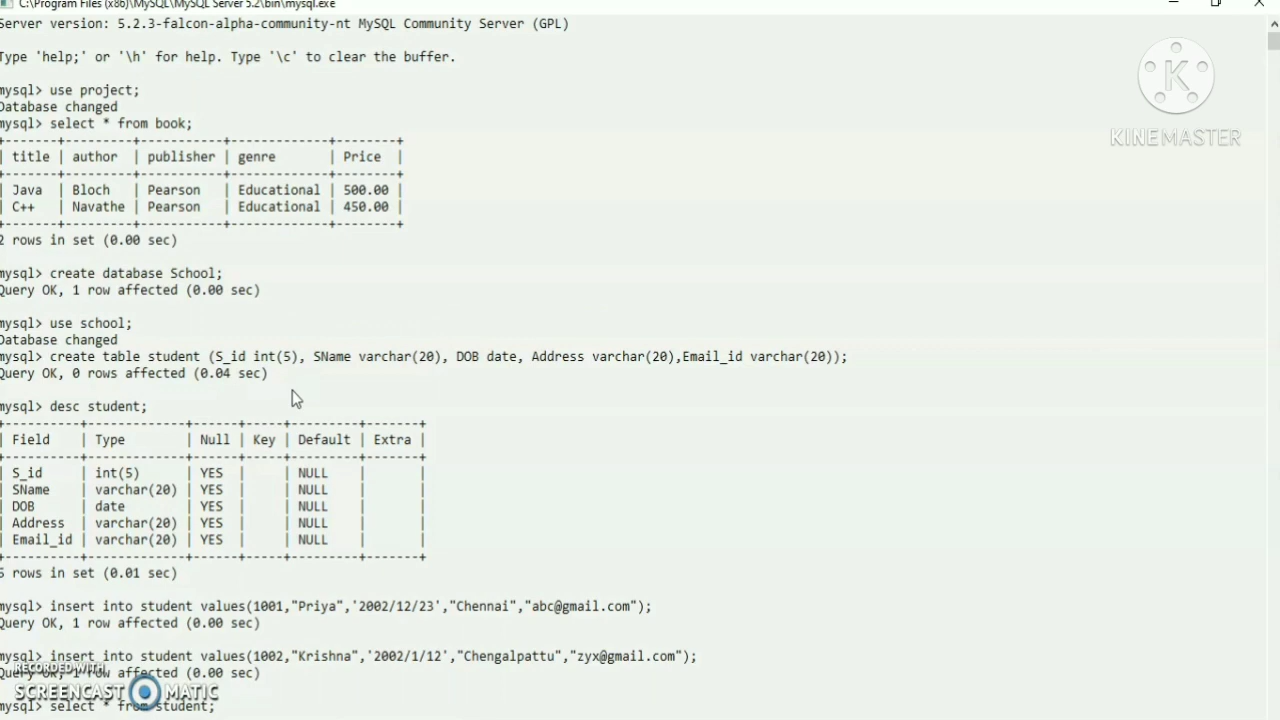 C:\Program Files (x86)\MySQL\MySQL Server 5.2\bin\mysql.exe
Server version: 5.2.3-falcon-alpha-community-nt MySQL Community Server (GPL)
Type 'help;' or '\h' for help. Type '\c' to clear the buffer.
mysql> use project;
Database changed
mysql> select * from book;
+-------+---------+-----------+-------------+--------+
| title | author | publisher | genre | Price |
+-------+---------+-----------+-------------+--------+
| Java | Bloch | Pearson | Educational | 500.00 |
| C++ | Navathe | Pearson | Educational | 450.00 |
+-------+---------+-----------+-------------+--------+
2 rows in set (0.00 sec)
mysql> create database School;
Query OK, 1 row affected (0.00 sec)
mysql> use school;
Database changed
mysql> create table student (S_id int(5), SName varchar(20), DOB date, Address varchar(20),Email_id varchar(20));
Query OK, 0 rows affected (0.04 sec)
mysql> desc student;
+----------+-------------+------+-----+---------+-------+
| Field | Type | Null | Key | Default | Extra |
+----------+-------------+------+-----+---------+-------+
| S_id | int(5) | YES | | NULL | |
| SName | varchar(20) | YES | | NULL | |
| DOB | date | YES | | NULL | |
| Address | varchar(20) | YES | | NULL | |
| Email_id | varchar(20) | YES | | NULL | |
+----------+-------------+------+-----+---------+-------+
5 rows in set (0.01 sec)
mysql> insert into student values(1001,"Priya",'2002/12/23',"Chennai","abc@gmail.com");
Query OK, 1 row affected (0.00 sec)
mysql> insert into student values(1002,"Krishna",'2002/1/12',"Chengalpattu","zyx@gmail.com");
Query OK, 1 row affected (0.00 sec)
mysql> select * from student;
K
KINEMASTER
RECORDED WITH
SCREENCAST MATIC